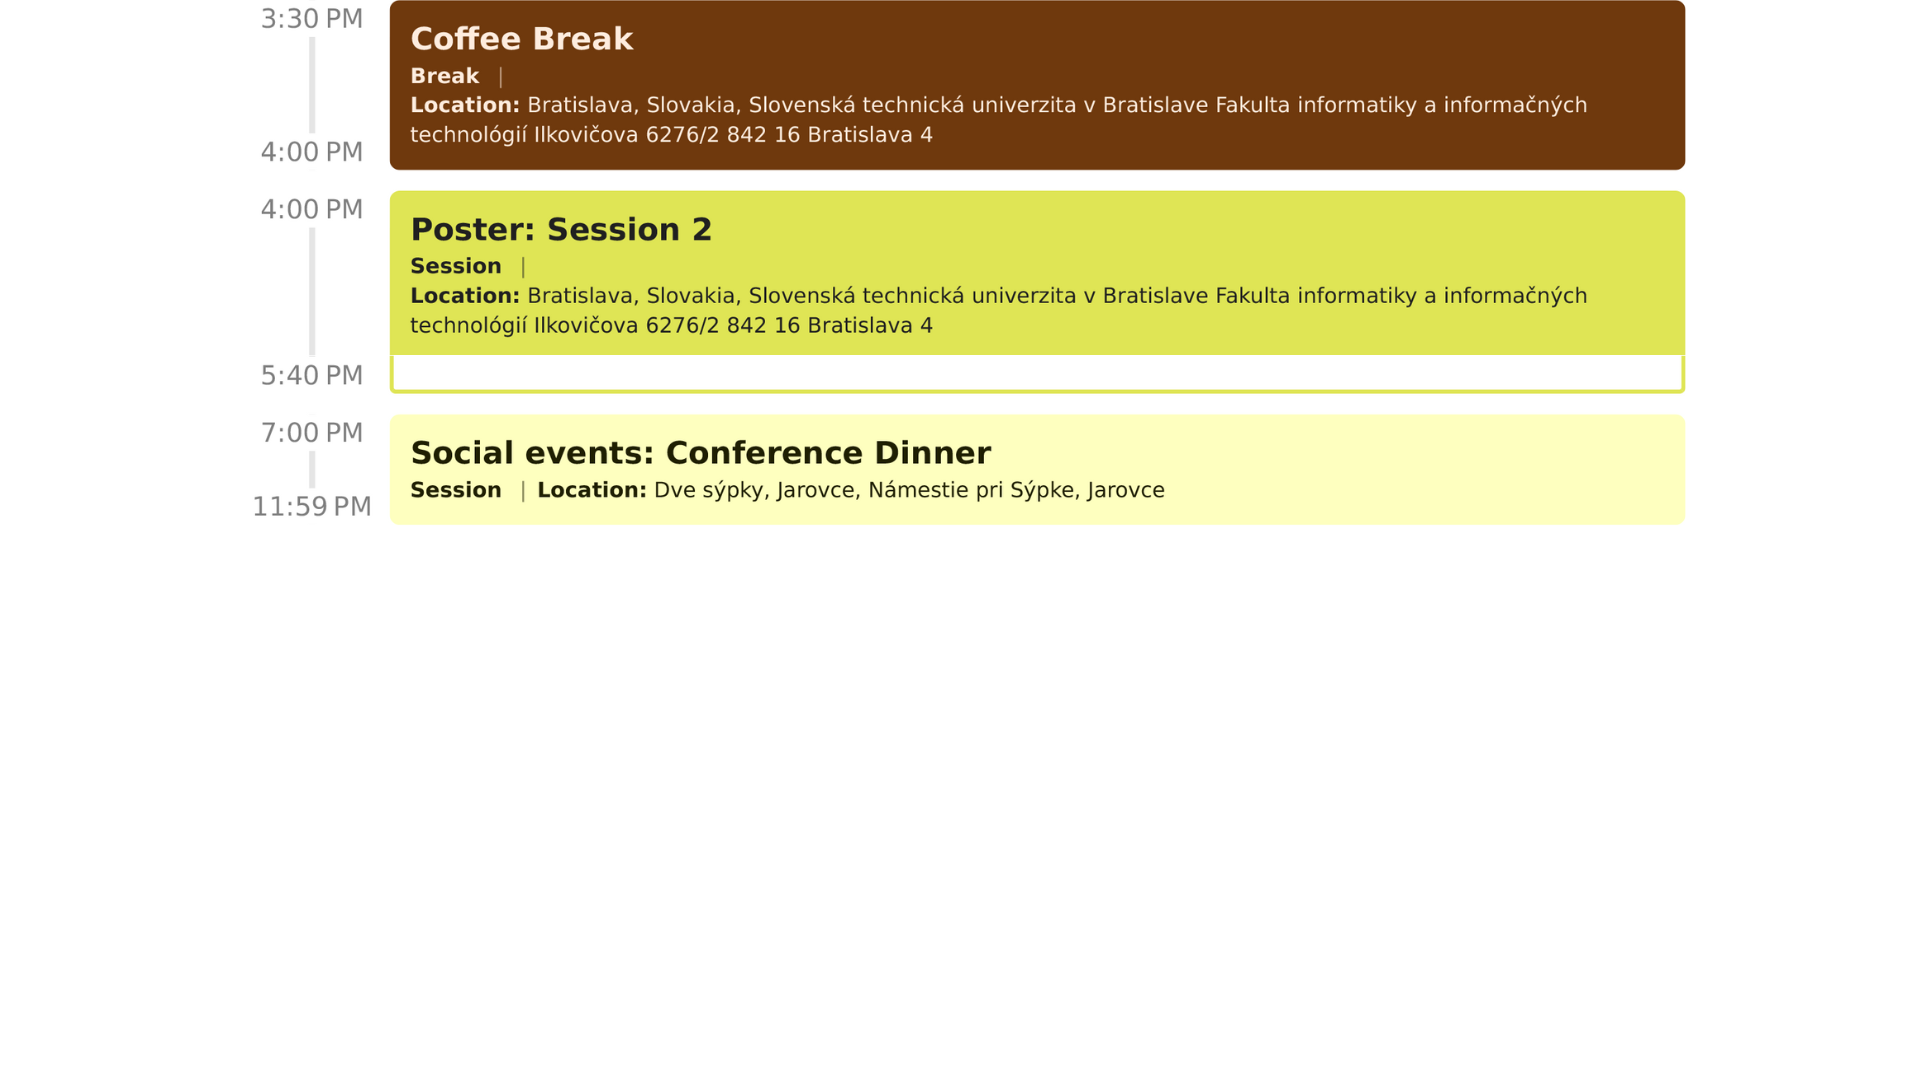 3:30 PM
Coffee Break
Break |
Location: Bratislava, Slovakia, Slovenská technická univerzita v Bratislave Fakulta informatiky a informačných
technológií Ilkovičova 6276/2 842 16 Bratislava 4
4:00 PM
4:00 PM
Poster: Session 2
Session |
Location: Bratislava, Slovakia, Slovenská technická univerzita v Bratislave Fakulta informatiky a informačných
technológií Ilkovičova 6276/2 842 16 Bratislava 4
5:40 PM
7:00 PM
Social events: Conference Dinner
Session | Location: Dve sýpky, Jarovce, Námestie pri Sýpke, Jarovce
11:59 PM